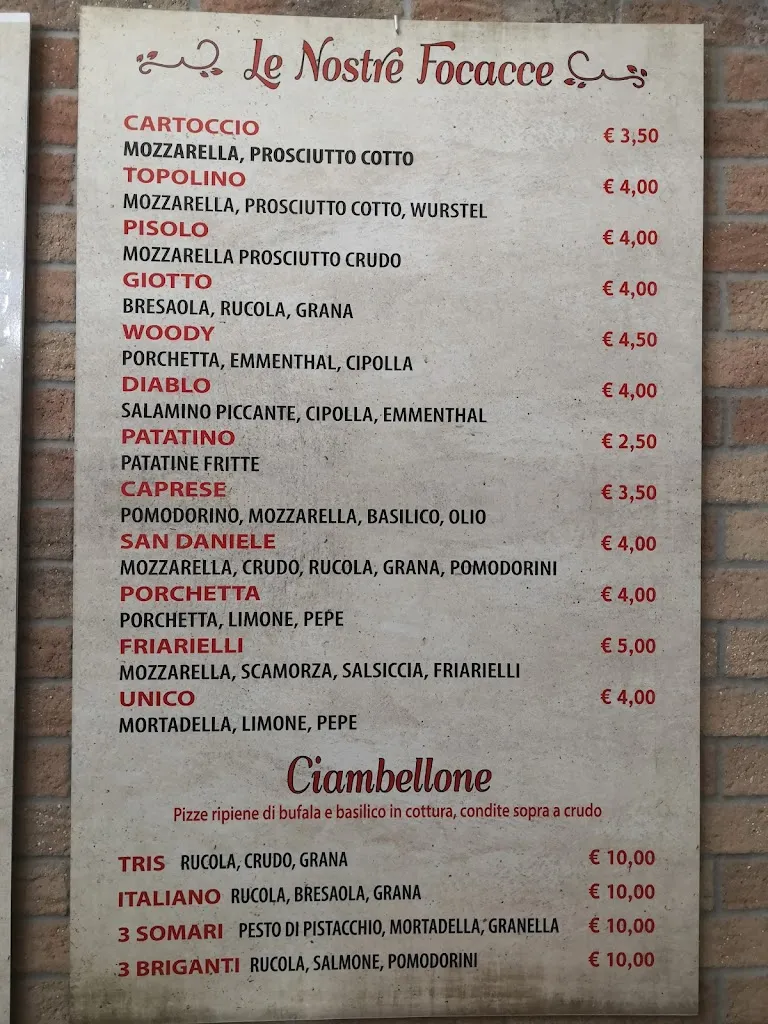 Le Nostre Focacce
CARTOCCIO € 3,50
MOZZARELLA, PROSCIUTTO COTTO
TOPOLINO € 4,00
MOZZARELLA, PROSCIUTTO COTTO, WURSTEL
PISOLO € 4,00
MOZZARELLA PROSCIUTTO CRUDO
GIOTTO € 4,00
BRESAOLA, RUCOLA, GRANA
WOODY € 4,50
PORCHETTA, EMMENTHAL, CIPOLLA
DIABLO € 4,00
SALAMINO PICCANTE, CIPOLLA, EMMENTHAL
PATATINO € 2,50
PATATINE FRITTE
CAPRESE € 3,50
POMODORINO, MOZZARELLA, BASILICO, OLIO
SAN DANIELE € 4,00
MOZZARELLA, CRUDO, RUCOLA, GRANA, POMODORINI
PORCHETTA € 4,00
PORCHETTA, LIMONE, PEPE
FRIARIELLI € 5,00
MOZZARELLA, SCAMORZA, SALSICCIA, FRIARIELLI
UNICO € 4,00
MORTADELLA, LIMONE, PEPE
Ciambellone
Pizze ripiene di bufala e basilico in cottura, condite sopra a crudo
TRIS RUCOLA, CRUDO, GRANA € 10,00
ITALIANO RUCOLA, BRESAOLA, GRANA € 10,00
3 SOMARI PESTO DI PISTACCHIO, MORTADELLA, GRANELLA € 10,00
3 BRIGANTI RUCOLA, SALMONE, POMODORINI € 10,00